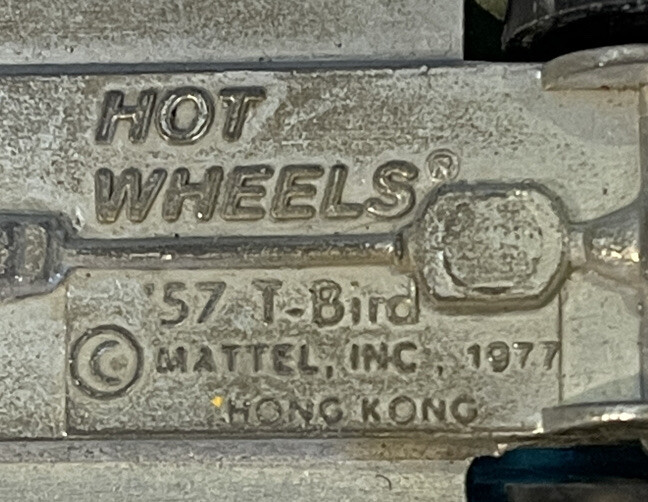 HOT
WHEELS®
'57 T-Bird
© MATTEL, INC., 1977
HONG KONG